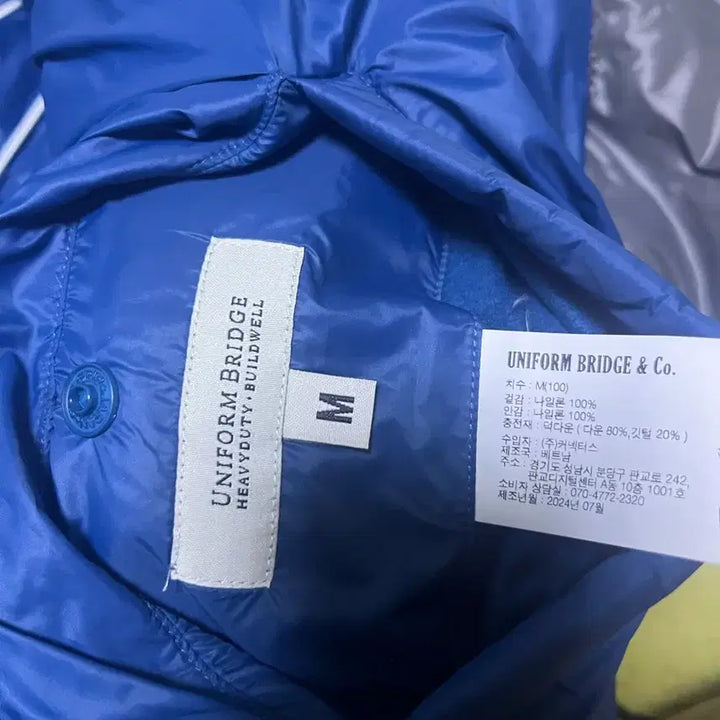 UNIFORM BRIDGE
HEAVYDUTY · BUILDWELL
M
UNIFORM BRIDGE & Co.
치수 : M(100)
겉감 : 나일론 100%
안감 : 나일론 100%
충전재 : 덕다운 ( 다운 80%,깃털 20% )
수입자 : (주)커넥터스
제조국 : 베트남
주소 : 경기도 성남시 분당구 판교로 242,
판교디지털센터 A동 10층 1001호
소비자 상담실 : 070-4772-2320
제조년월 : 2024년 07월